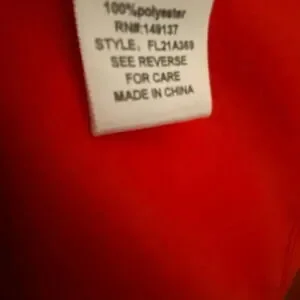 100%polyester
RN#:149137
STYLE: FL21A369
SEE REVERSE
FOR CARE
MADE IN CHINA